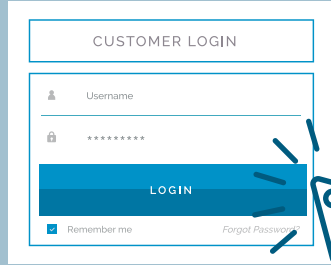 CUSTOMER LOGIN
Username
*********
LOGIN
Remember me Forgot Password?